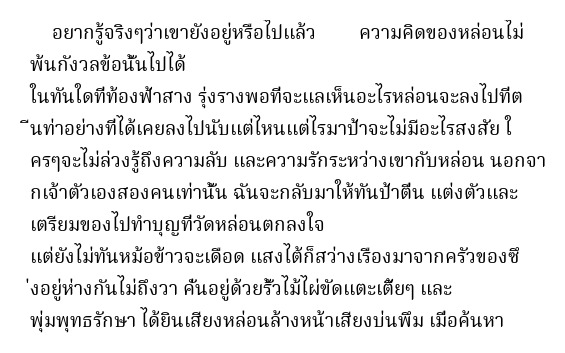 อยากรู้จริงๆว่าเขายังอยู่หรือไปแล้ว ความคิดของหล่อนไม่
พ้นกังวลข้อนั้นไปได้
ในทันใดที่ท้องฟ้าสาง รุ่งรางพอที่จะแลเห็นอะไรหล่อนจะลงไปที่ต
ีนท่าอย่างที่ได้เคยลงไปนับแต่ไหนแต่ไรมาป้าจะไม่มีอะไรสงสัย ใ
ครๆจะไม่ล่วงรู้ถึงความลับ และความรักระหว่างเขากับหล่อน นอกจา
กเจ้าตัวเองสองคนเท่านั้น ฉันจะกลับมาให้ทันป้าตื่น แต่งตัวและ
เตรียมของไปทำบุญที่วัดหล่อนตกลงใจ
แต่ยังไม่ทันหม้อข้าวจะเดือด แสงไต้ก็สว่างเรืองมาจากครัวของซึ
่งอยู่ห่างกันไม่ถึงวา คั่นอยู่ด้วยรั้วไม้ไผ่ขัดแตะเตี้ยๆ และ
พุ่มพุทธรักษา ได้ยินเสียงหล่อนล้างหน้าเสียงบ่นพึม เมื่อค้นหา